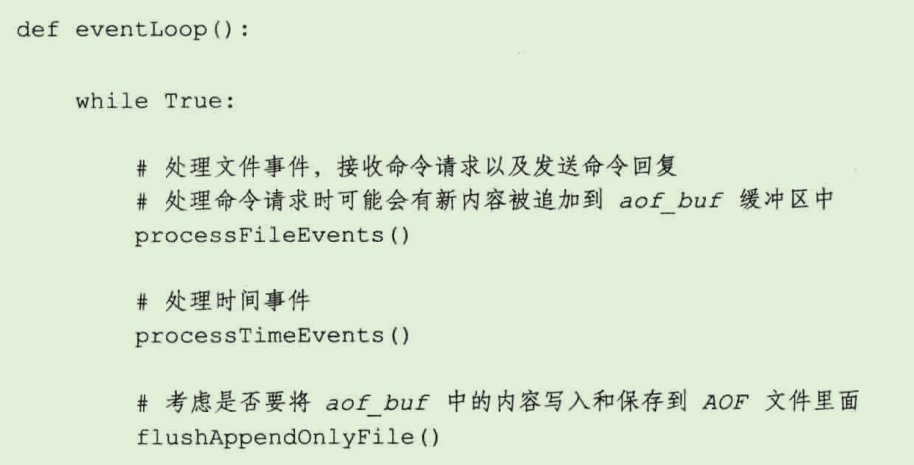 def eventLoop():
while True:
# 处理文件事件，接收命令请求以及发送命令回复
# 处理命令请求时可能会有新内容被追加到 aof_buf 缓冲区中
processFileEvents()
# 处理时间事件
processTimeEvents()
# 考虑是否要将 aof_buf 中的内容写入和保存到 AOF 文件里面
flushAppendOnlyFile()